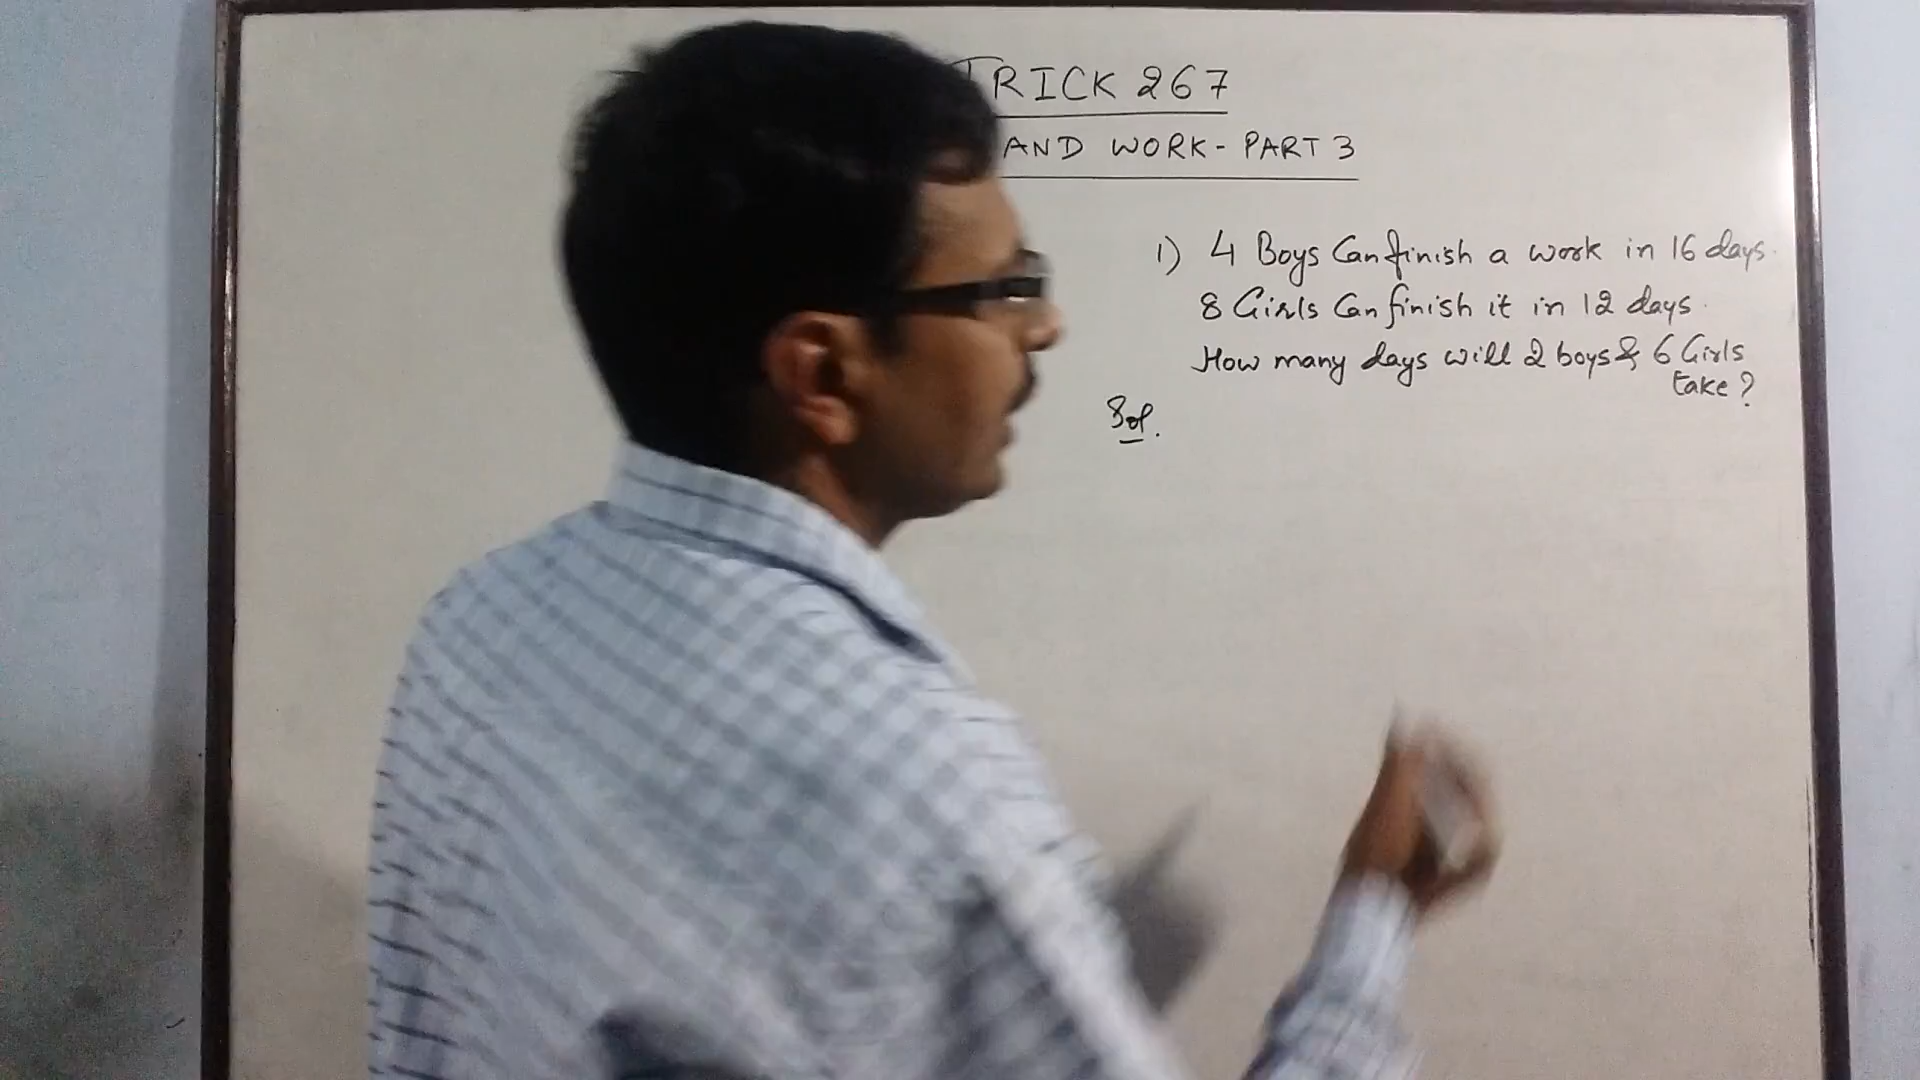 TRICK 267
AND WORK - PART 3
1) 4 Boys Can finish a work in 16 days.
8 Girls Can finish it in 12 days.
How many days will 2 boys & 6 Girls
take?
Sol.